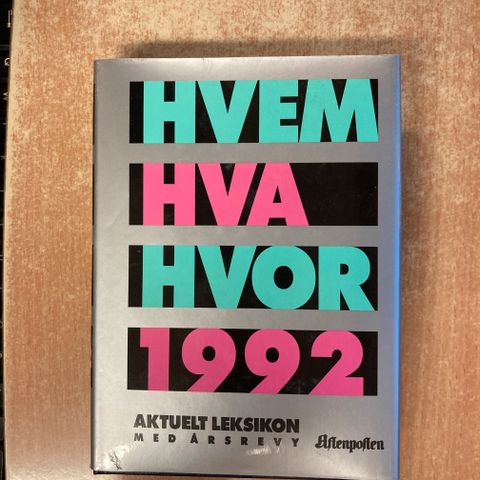 HVEM
HVA
HVOR
1992
AKTUELT LEKSIKON
MED ÅRSREVY Aftenposten